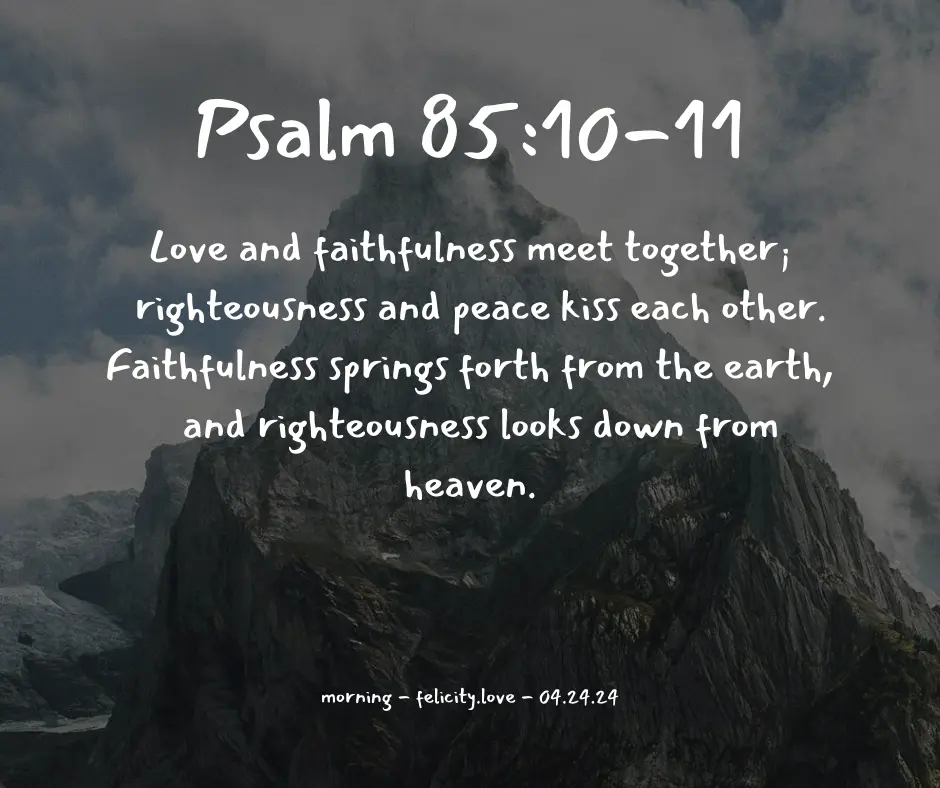 Psalm 85:10-11
Love and faithfulness meet together;
righteousness and peace kiss each other.
Faithfulness springs forth from the earth,
and righteousness looks down from
heaven.
morning - felicity.love - 04.24.24